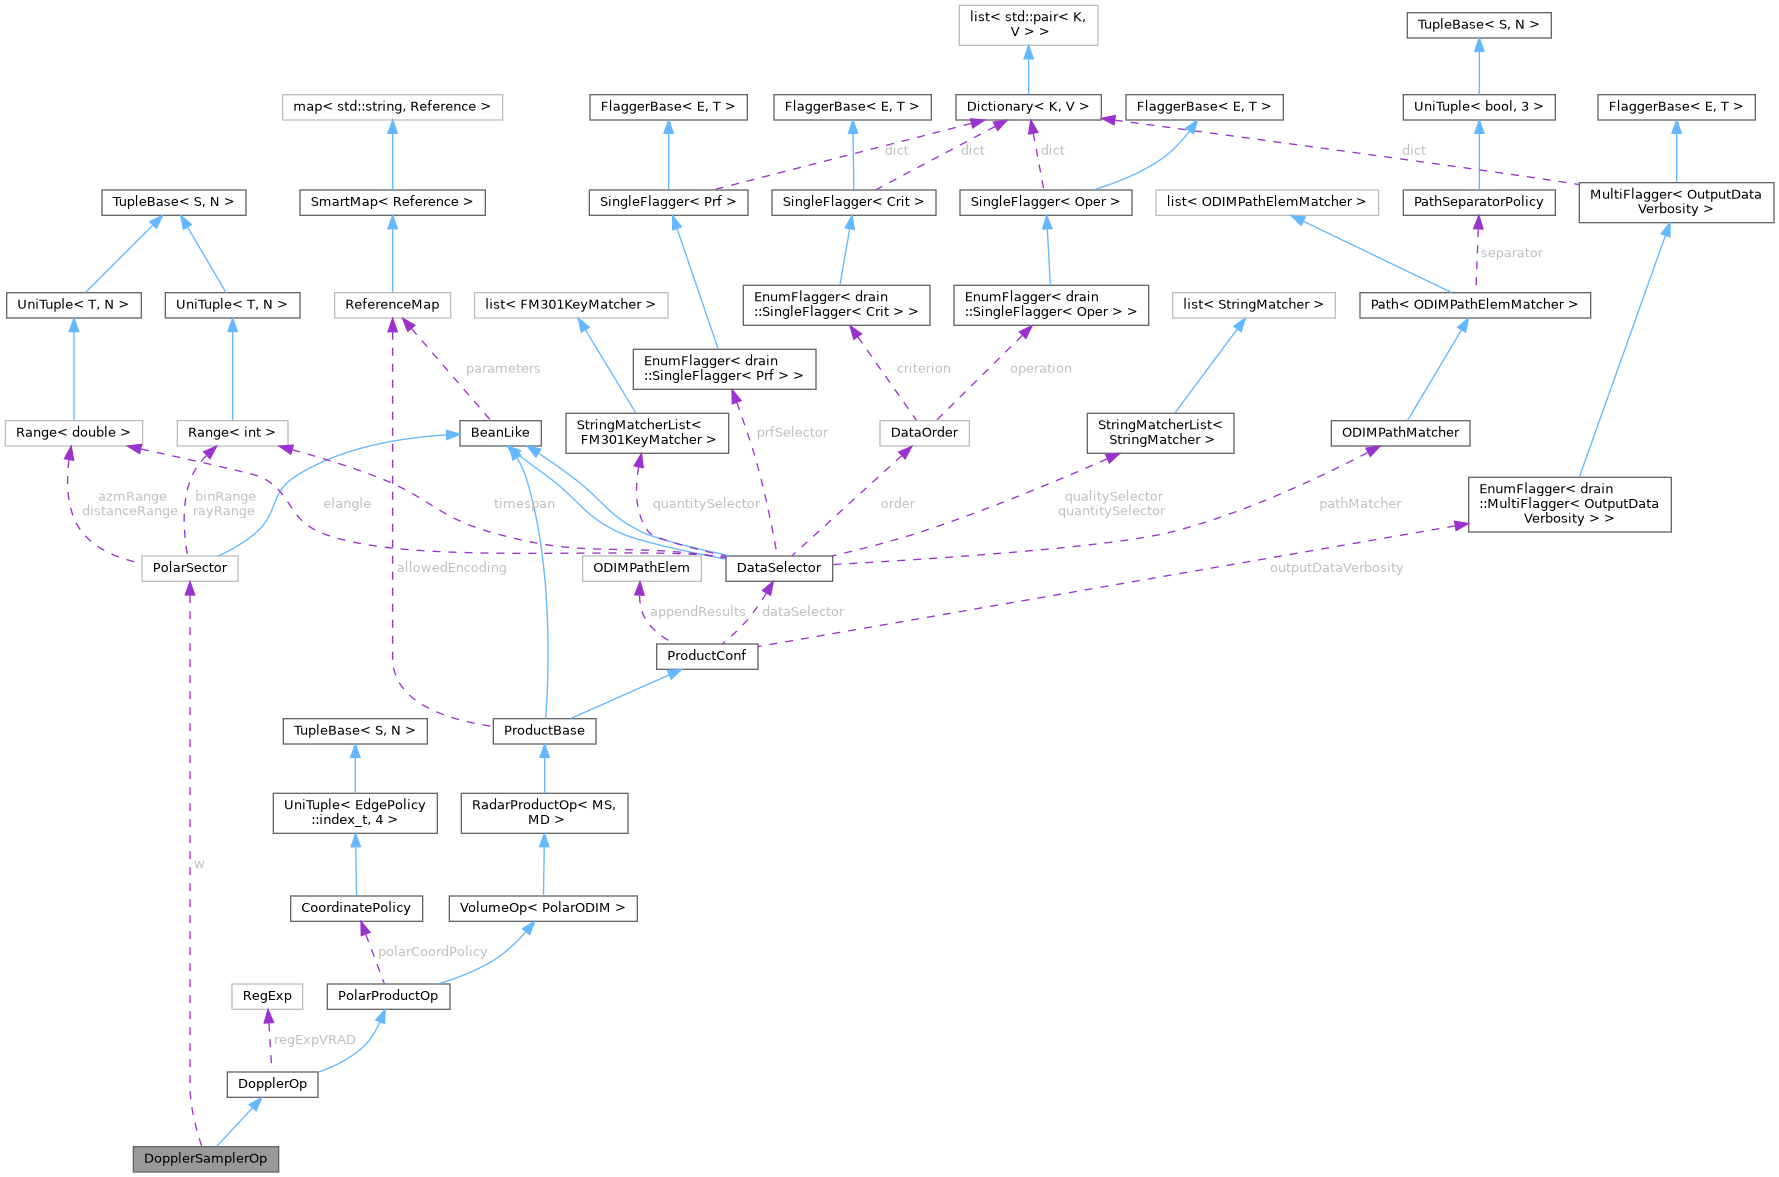 list< std::pair< K,
V > >
TupleBase< S, N >
map< std::string, Reference >
FlaggerBase< E, T >
FlaggerBase< E, T >
Dictionary< K, V >
FlaggerBase< E, T >
UniTuple< bool, 3 >
FlaggerBase< E, T >
dict
dict
dict
dict
TupleBase< S, N >
SmartMap< Reference >
SingleFlagger< Prf >
SingleFlagger< Crit >
SingleFlagger< Oper >
list< ODIMPathElemMatcher >
PathSeparatorPolicy
MultiFlagger< OutputData
Verbosity >
separator
UniTuple< T, N >
UniTuple< T, N >
ReferenceMap
list< FM301KeyMatcher >
EnumFlagger< drain
::SingleFlagger< Crit > >
EnumFlagger< drain
::SingleFlagger< Oper > >
list< StringMatcher >
Path< ODIMPathElemMatcher >
parameters
EnumFlagger< drain
::SingleFlagger< Prf > >
criterion
operation
Range< double >
Range< int >
BeanLike
StringMatcherList<
FM301KeyMatcher >
prfSelector
DataOrder
StringMatcherList<
StringMatcher >
ODIMPathMatcher
azmRange
distanceRange
binRange
rayRange
elangle
timespan
quantitySelector
order
qualitySelector
quantitySelector
pathMatcher
EnumFlagger< drain
::MultiFlagger< OutputData
Verbosity > >
PolarSector
allowedEncoding
ODIMPathElem
DataSelector
outputDataVerbosity
appendResults
dataSelector
ProductConf
TupleBase< S, N >
ProductBase
UniTuple< EdgePolicy
::index_t, 4 >
RadarProductOp< MS,
MD >
w
CoordinatePolicy
VolumeOp< PolarODIM >
polarCoordPolicy
RegExp
PolarProductOp
regExpVRAD
DopplerOp
DopplerSamplerOp